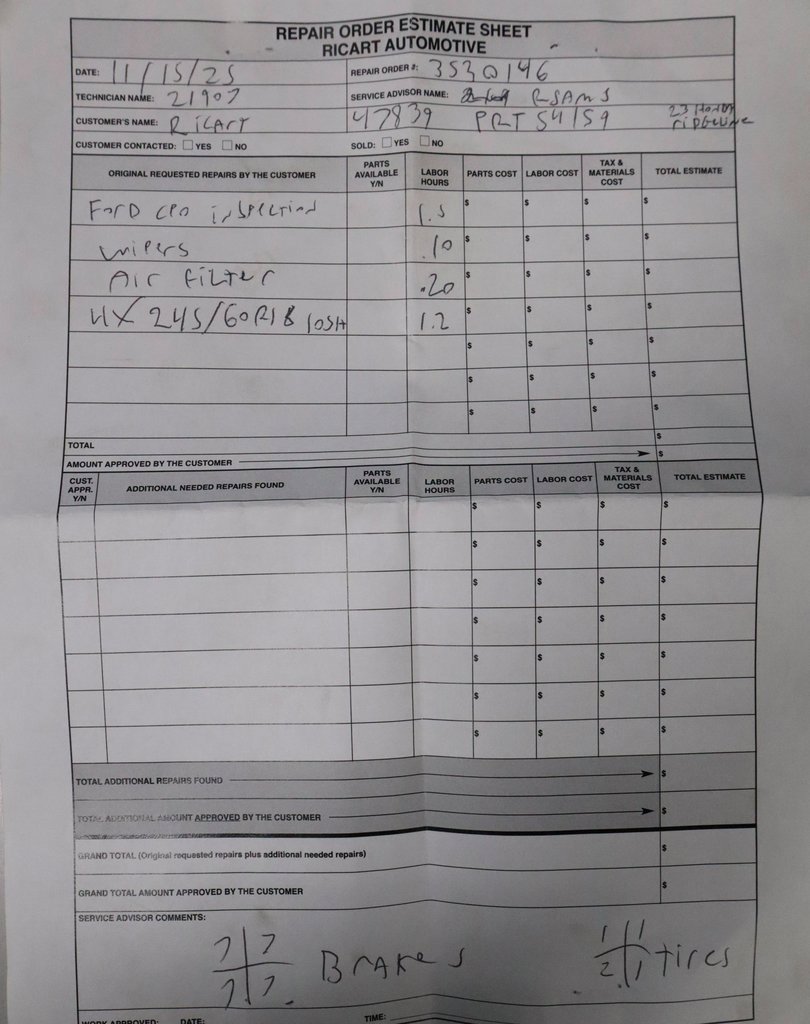 REPAIR ORDER ESTIMATE SHEET
RICART AUTOMOTIVE
DATE: 11/15/25 REPAIR ORDER #: 3530146
TECHNICIAN NAME: 21907 SERVICE ADVISOR NAME: RSAMS
CUSTOMER'S NAME: RiCArT 47839 PRT 54/59 23 HONDA riDGeLine
CUSTOMER CONTACTED: YES NO SOLD: YES NO
ORIGINAL REQUESTED REPAIRS BY THE CUSTOMER PARTS AVAILABLE Y/N LABOR HOURS PARTS COST LABOR COST TAX & MATERIALS COST TOTAL ESTIMATE
FOrD CPO inSPeCTion 1.5 $ $ $ $
wiPers .10 $ $ $ $
Air FiLTer .20 $ $ $ $
4X 245/60R18 105H 1.2 $ $ $ $
$ $ $ $
$ $ $ $
$ $ $ $
TOTAL $
AMOUNT APPROVED BY THE CUSTOMER $
CUST. APPR. Y/N ADDITIONAL NEEDED REPAIRS FOUND PARTS AVAILABLE Y/N LABOR HOURS PARTS COST LABOR COST TAX & MATERIALS COST TOTAL ESTIMATE
$ $ $ $
$ $ $ $
$ $ $ $
$ $ $ $
$ $ $ $
$ $ $ $
$ $ $ $
TOTAL ADDITIONAL REPAIRS FOUND $
TOTAL ADDITIONAL AMOUNT APPROVED BY THE CUSTOMER $
GRAND TOTAL (Original requested repairs plus additional needed repairs) $
GRAND TOTAL AMOUNT APPROVED BY THE CUSTOMER $
SERVICE ADVISOR COMMENTS:
7 7 BrAKeS 1 1 tires
7 7 2 1
WORK APPROVED: DATE: TIME: